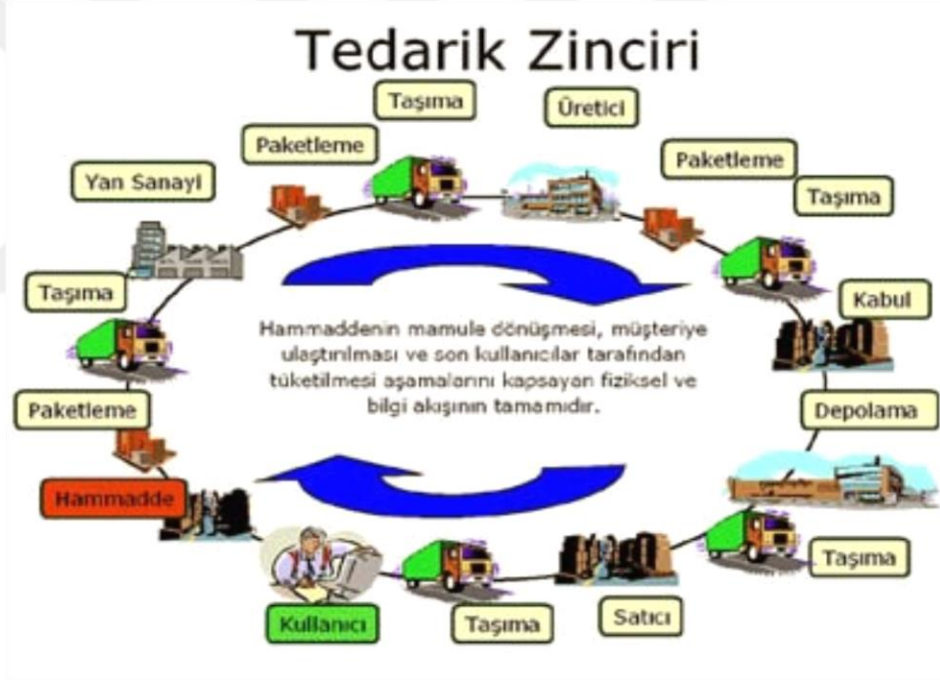 Tedarik Zinciri
Taşıma
Üretici
Paketleme
Paketleme
Yan Sanayi
Taşıma
Taşıma
Kabul
Hammaddenin mamule dönüşmesi, müşteriye
ulaştırılması ve son kullanıcılar tarafından
tüketilmesi aşamalarını kapsayan fiziksel ve
bilgi akışının tamamıdır.
Paketleme
Depolama
Hammadde
Taşıma
Kullanıcı
Taşıma
Satıcı